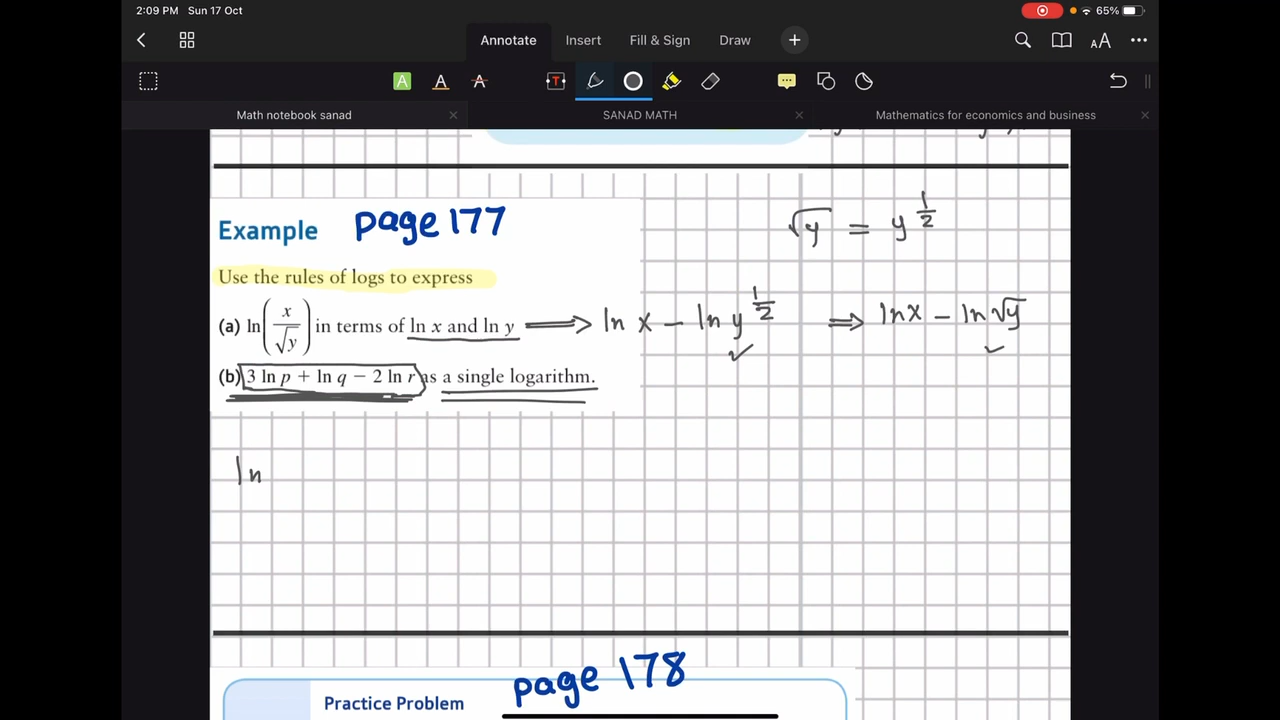 2:09 PM Sun 17 Oct 65%
Annotate Insert Fill & Sign Draw
Math notebook sanad SANAD MATH Mathematics for economics and business
Example page 177
√y = y^1/2
Use the rules of logs to express
(a) ln(x/√y) in terms of ln x and ln y ⟹ ln x − ln y^1/2 ⟹ ln x − ln √y
(b) 3 ln p + ln q − 2 ln r as a single logarithm.
ln
page 178
Practice Problem